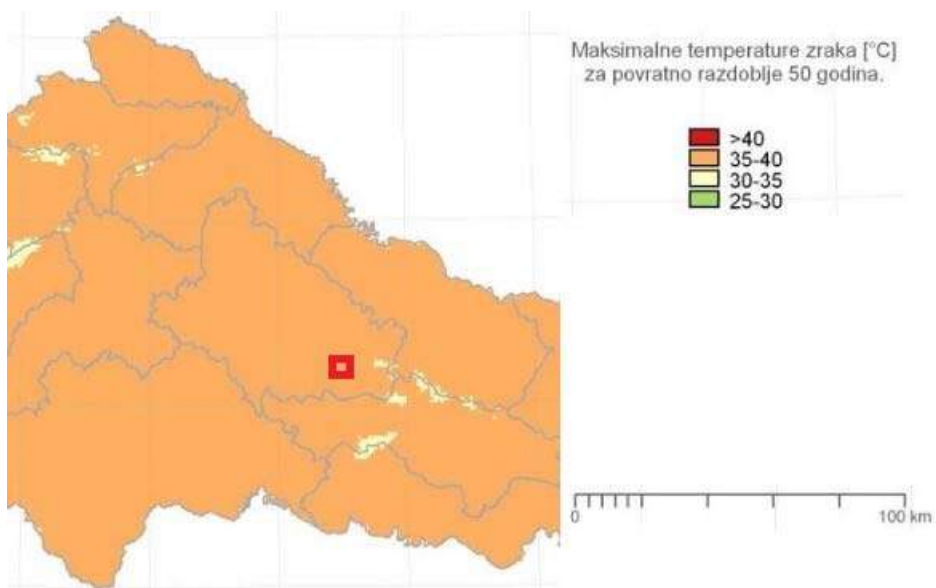 Maksimalne temperature zraka [°C]
za povratno razdoblje 50 godina.
>40
35-40
30-35
25-30
0
100 km